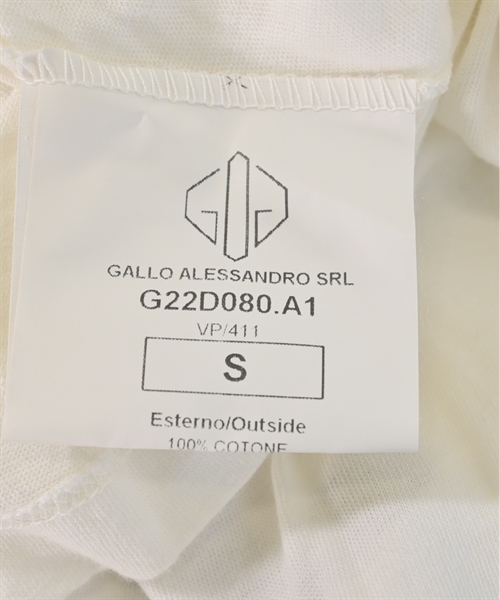 GALLO ALESSANDRO SRL
G22D080.A1
VP/411
S
Esterno/Outside
100% COTONE